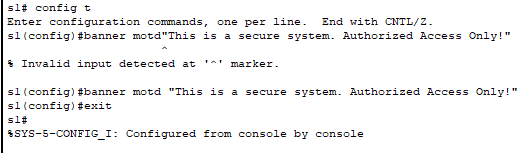 s1# config t
Enter configuration commands, one per line.  End with CNTL/Z.
s1(config)#banner motd"This is a secure system. Authorized Access Only!"
                      ^
% Invalid input detected at '^' marker.

s1(config)#banner motd "This is a secure system. Authorized Access Only!"
s1(config)#exit
s1#
%SYS-5-CONFIG_I: Configured from console by console